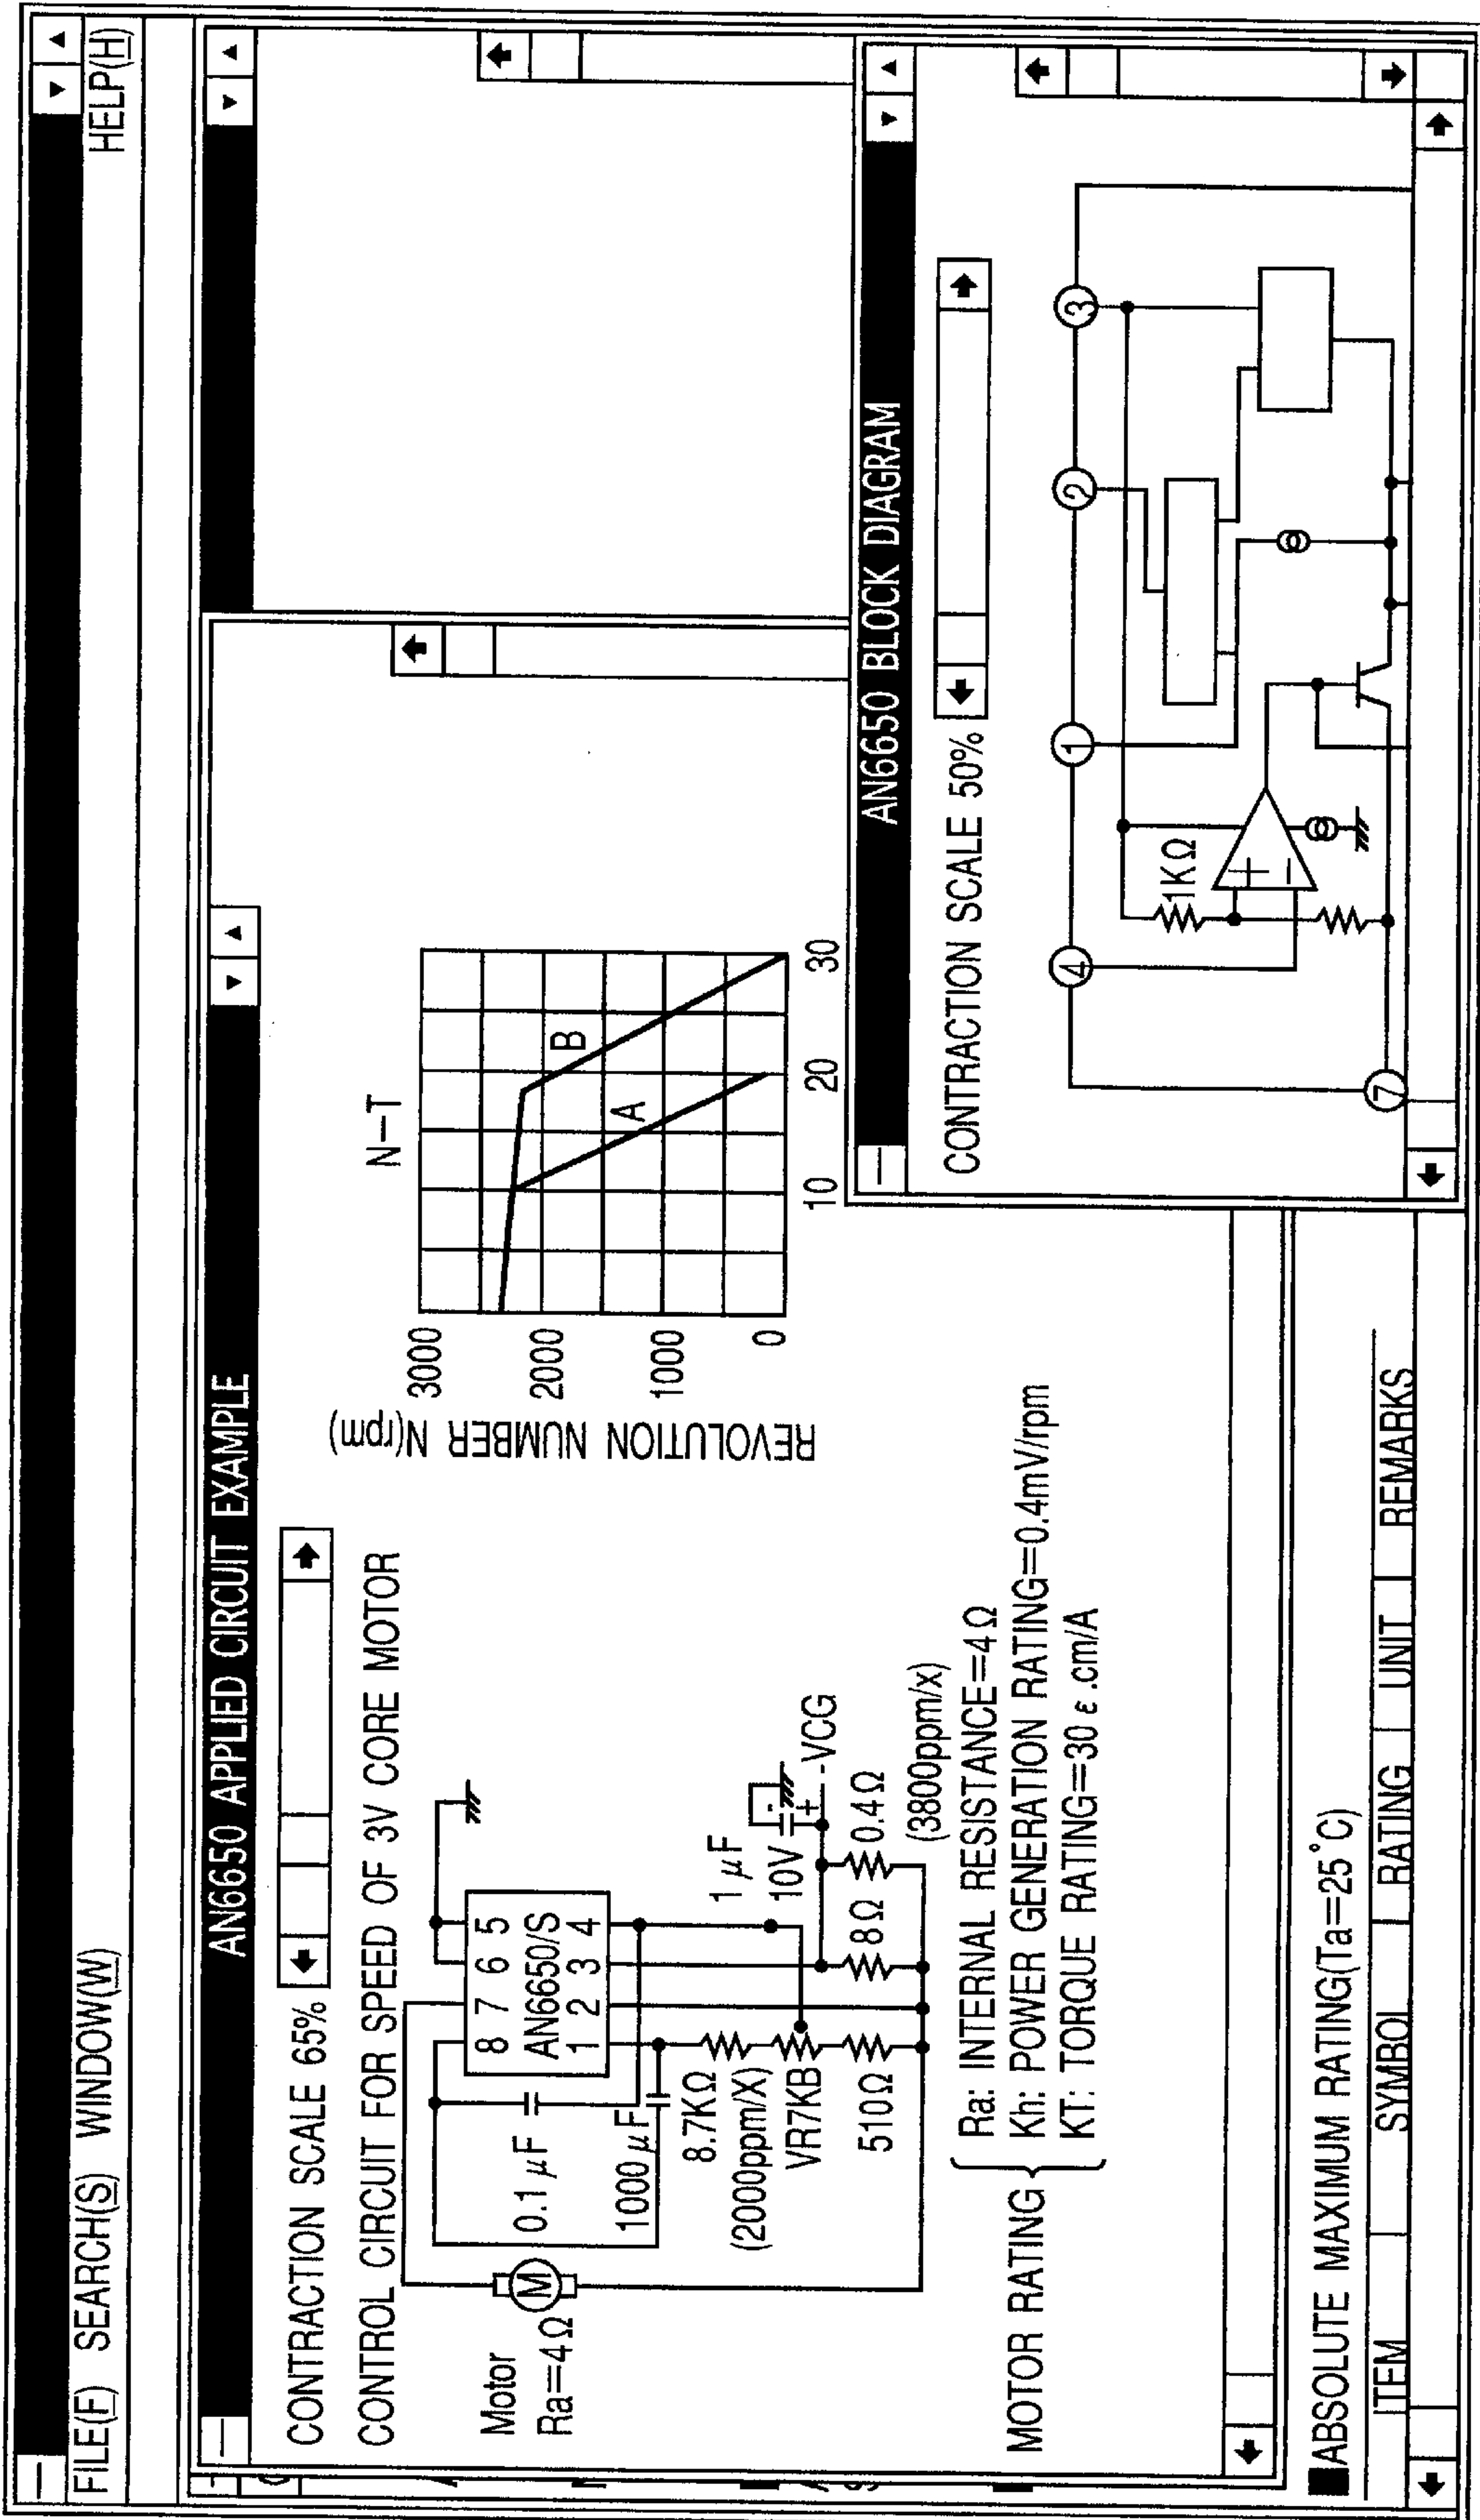 FILE(F) SEARCH(S) WINDOW(W) HELP(H)
AN6650 APPLIED CIRCUIT EXAMPLE
CONTRACTION SCALE 65%
CONTROL CIRCUIT FOR SPEED OF 3V CORE MOTOR
Motor
Ra=4Ω
M
8 7 6 5
AN6650/S
1 2 3 4
0.1μF
1000μF
8.7KΩ
(2000ppm/X)
VR7KB
510Ω
1μF
10V
- +
-VCG
8Ω 0.4Ω
(3800ppm/x)
MOTOR RATING
Ra: INTERNAL RESISTANCE=4Ω
Kh: POWER GENERATION RATING=0.4mV/rpm
KT: TORQUE RATING=30ε.cm/A
N-T
REVOLUTION NUMBER N(rpm)
3000
2000
1000
0
10 20 30
A
B
AN6650 BLOCK DIAGRAM
CONTRACTION SCALE 50%
4 1 2 3
1KΩ
+
-
7
■ABSOLUTE MAXIMUM RATING(Ta=25°C)
ITEM SYMBOL RATING UNIT REMARKS